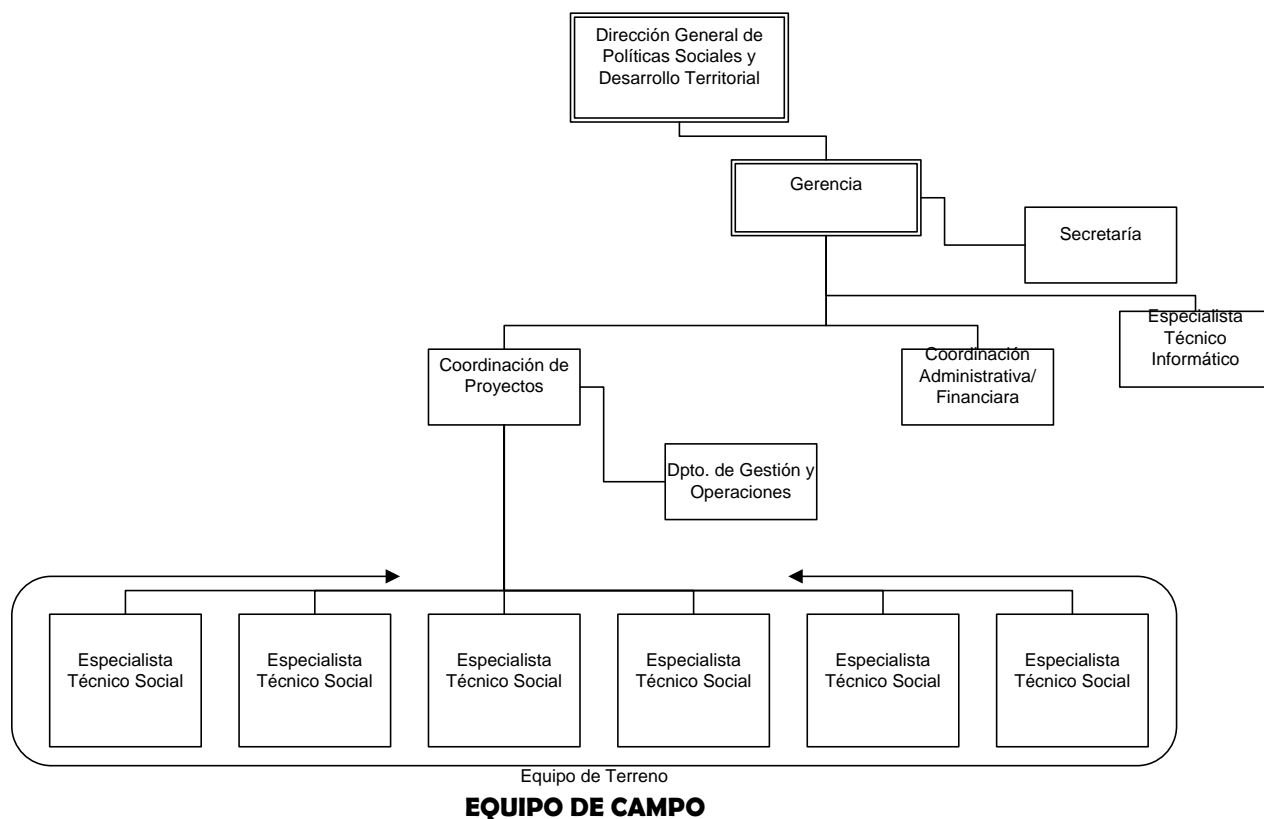 Dirección General de
Políticas Sociales y
Desarrollo Territorial
Gerencia
Secretaría
Especialista
Técnico
Informático
Coordinación de
Proyectos
Coordinación
Administrativa/
Financiara
Dpto. de Gestión y
Operaciones
Especialista
Técnico Social
Especialista
Técnico Social
Especialista
Técnico Social
Especialista
Técnico Social
Especialista
Técnico Social
Especialista
Técnico Social
Equipo de Terreno
EQUIPO DE CAMPO